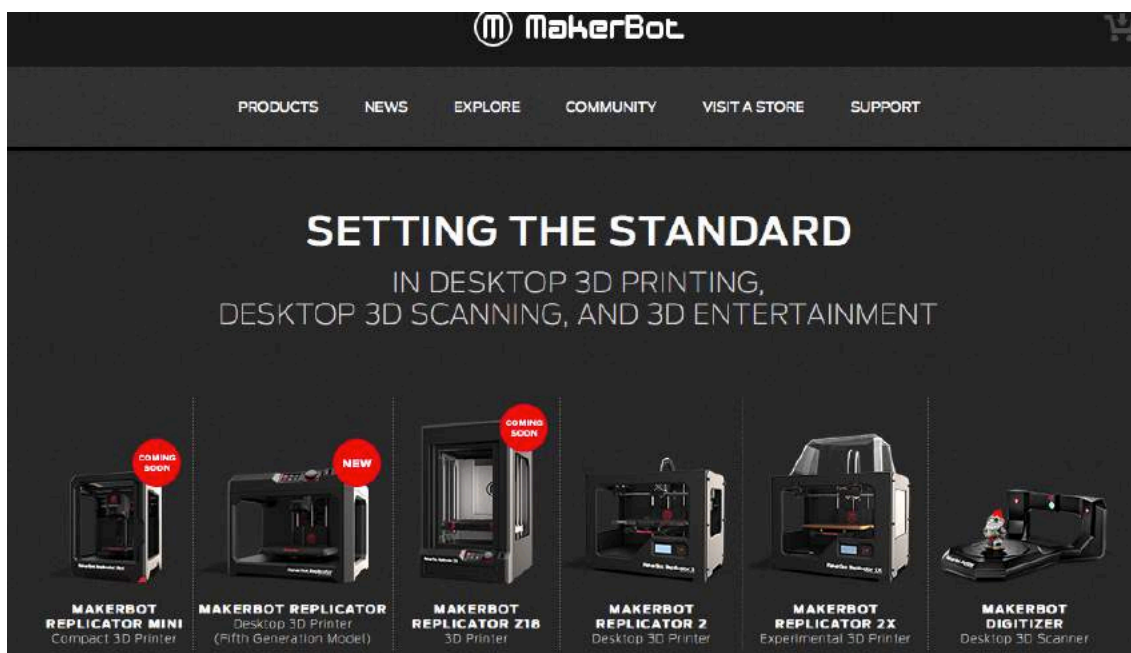 MakerBot
PRODUCTS NEWS EXPLORE COMMUNITY VISIT A STORE SUPPORT
SETTING THE STANDARD
IN DESKTOP 3D PRINTING,
DESKTOP 3D SCANNING, AND 3D ENTERTAINMENT
COMING
SOON
NEW
COMING
SOON
MAKERBOT
REPLICATOR MINI
Compact 3D Printer
MAKERBOT REPLICATOR
Desktop 3D Printer
(Fifth Generation Model)
MAKERBOT
REPLICATOR Z18
3D Printer
MAKERBOT
REPLICATOR 2
Desktop 3D Printer
MAKERBOT
REPLICATOR 2X
Experimental 3D Printer
MAKERBOT
DIGITIZER
Desktop 3D Scanner